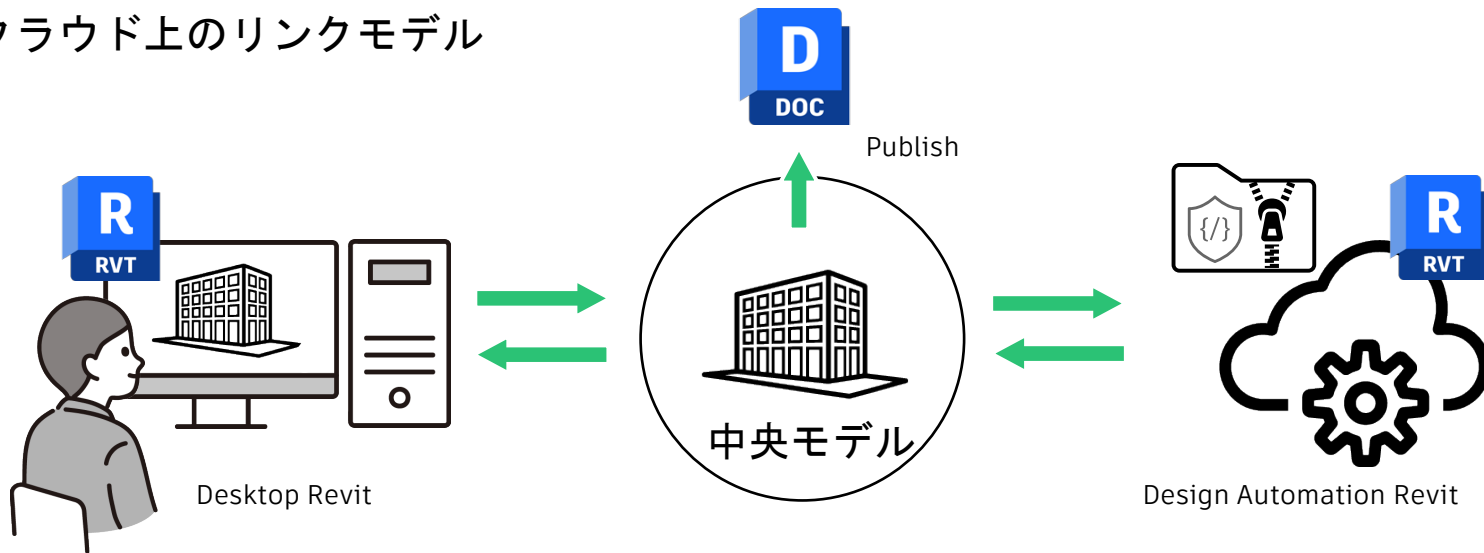 クラウド上のリンクモデル
D
DOC
Publish
R
RVT
{/}
R
RVT
中央モデル
Desktop Revit
Design Automation Revit